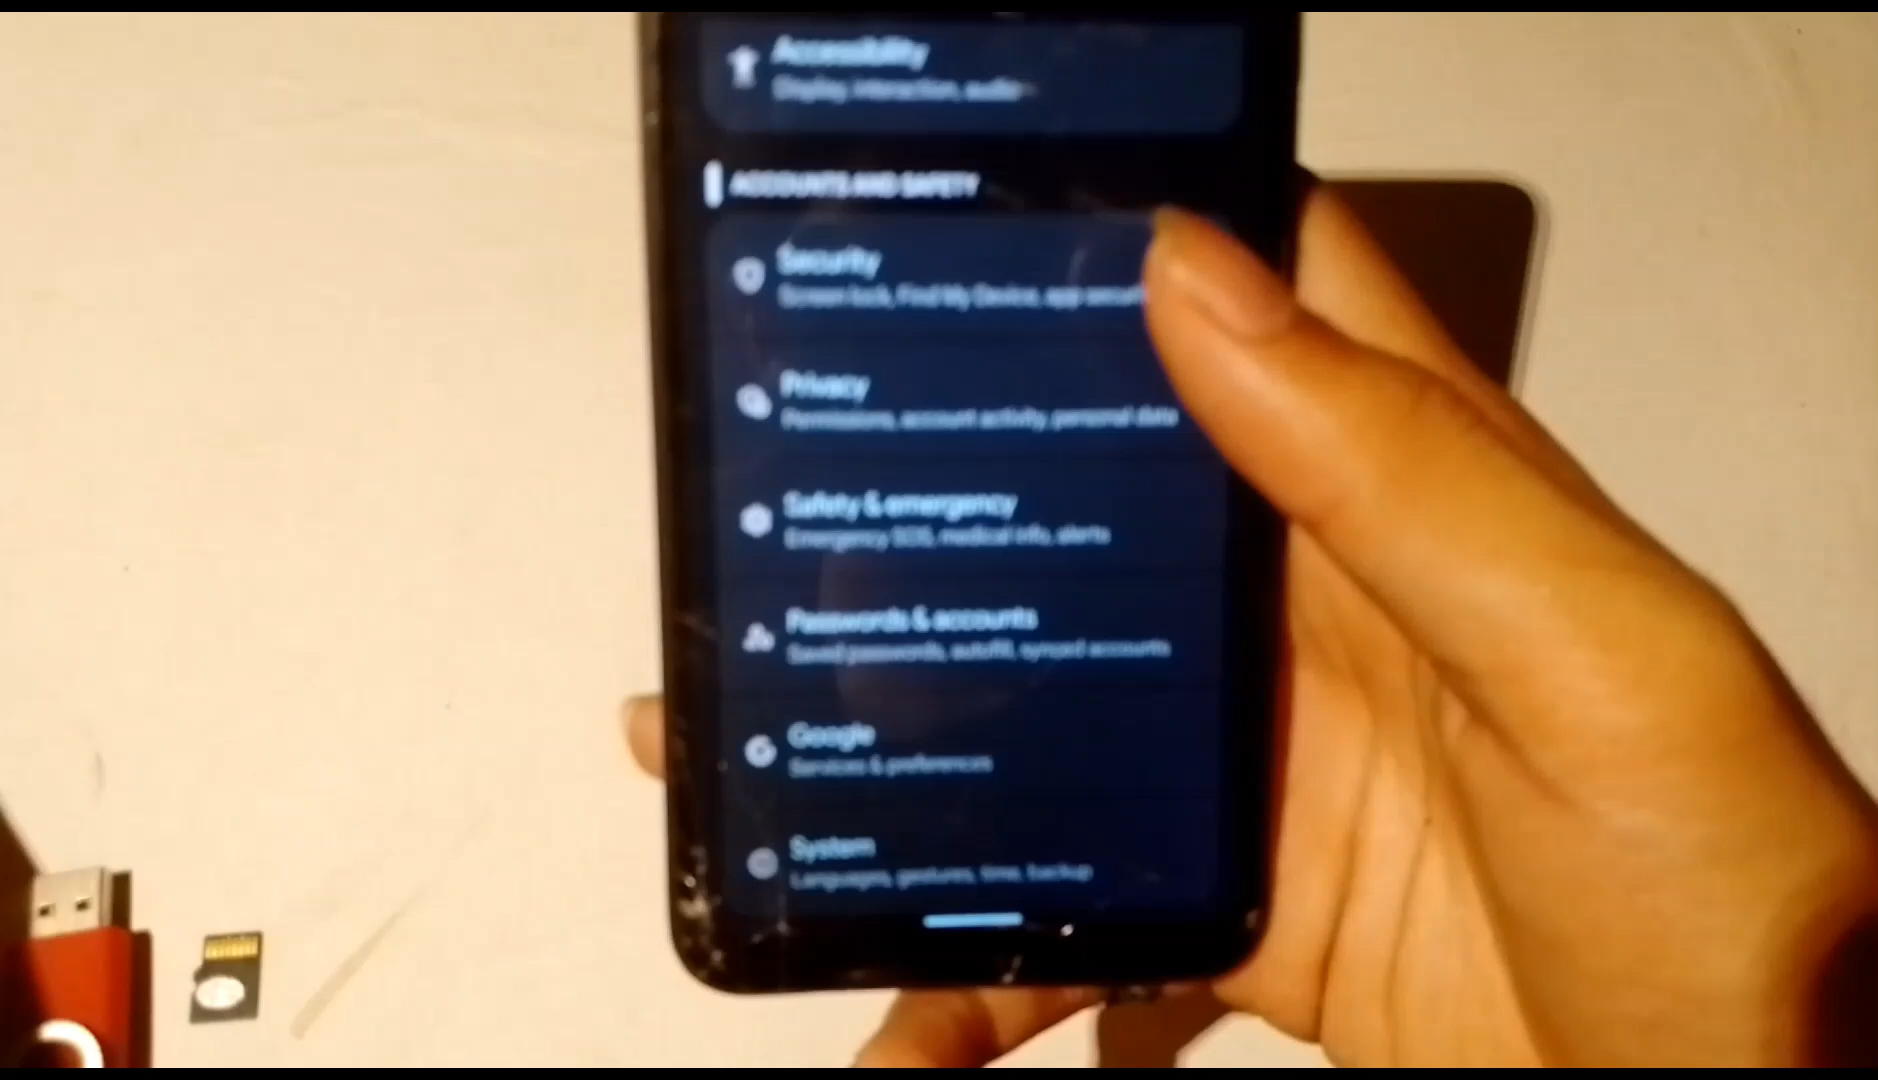 Accessibility
Display, interaction, audio
ACCOUNTS AND SAFETY
Security
Screen lock, Find My Device, app
Privacy
Permissions, account activity, personal data
Safety & emergency
Emergency SOS, medical info, alerts
Passwords & accounts
Saved passwords, autofill, synced accounts
Google
Services & preferences
System
Languages, gestures, time, backup